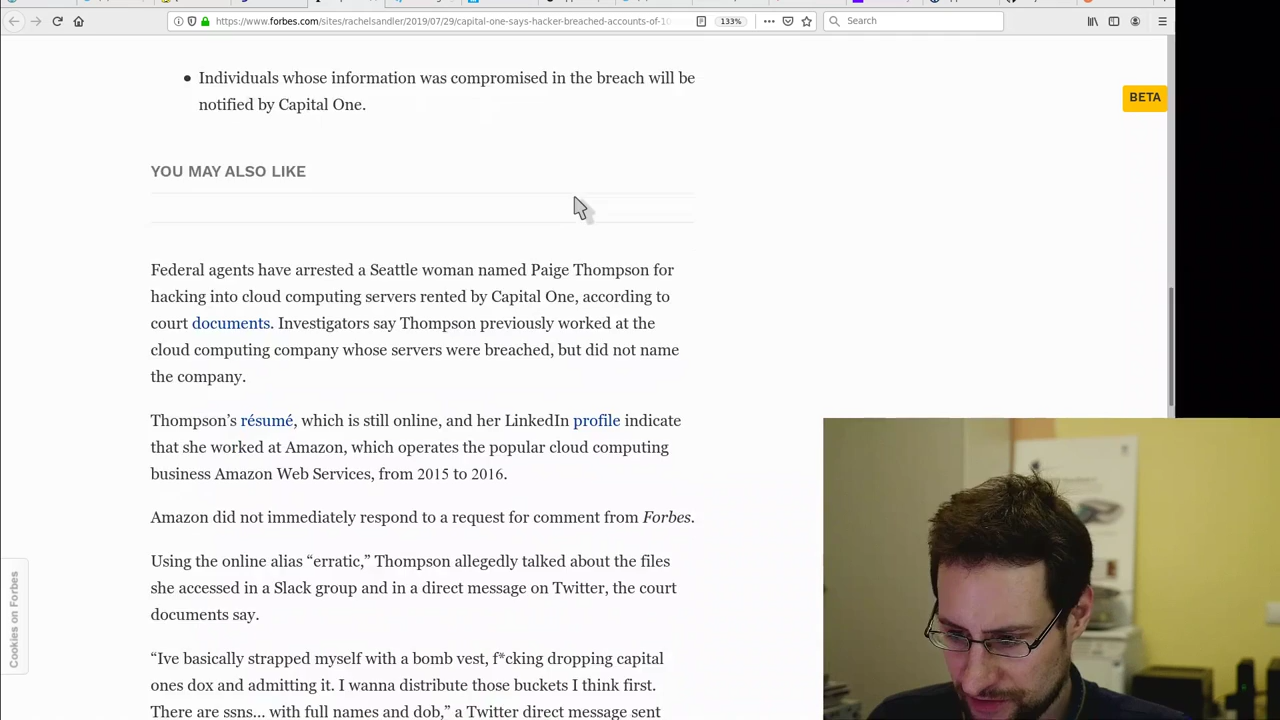 https://www.forbes.com/sites/rachelsandler/2019/07/29/capital-one-says-hacker-breached-accounts-of-10
133%
Search
Individuals whose information was compromised in the breach will be
notified by Capital One.
BETA
YOU MAY ALSO LIKE
Federal agents have arrested a Seattle woman named Paige Thompson for
hacking into cloud computing servers rented by Capital One, according to
court documents. Investigators say Thompson previously worked at the
cloud computing company whose servers were breached, but did not name
the company.
Thompson’s résumé, which is still online, and her LinkedIn profile indicate
that she worked at Amazon, which operates the popular cloud computing
business Amazon Web Services, from 2015 to 2016.
Amazon did not immediately respond to a request for comment from Forbes.
Using the online alias “erratic,” Thompson allegedly talked about the files
she accessed in a Slack group and in a direct message on Twitter, the court
documents say.
“Ive basically strapped myself with a bomb vest, f*cking dropping capital
ones dox and admitting it. I wanna distribute those buckets I think first.
There are ssns... with full names and dob,” a Twitter direct message sent
Cookies on Forbes